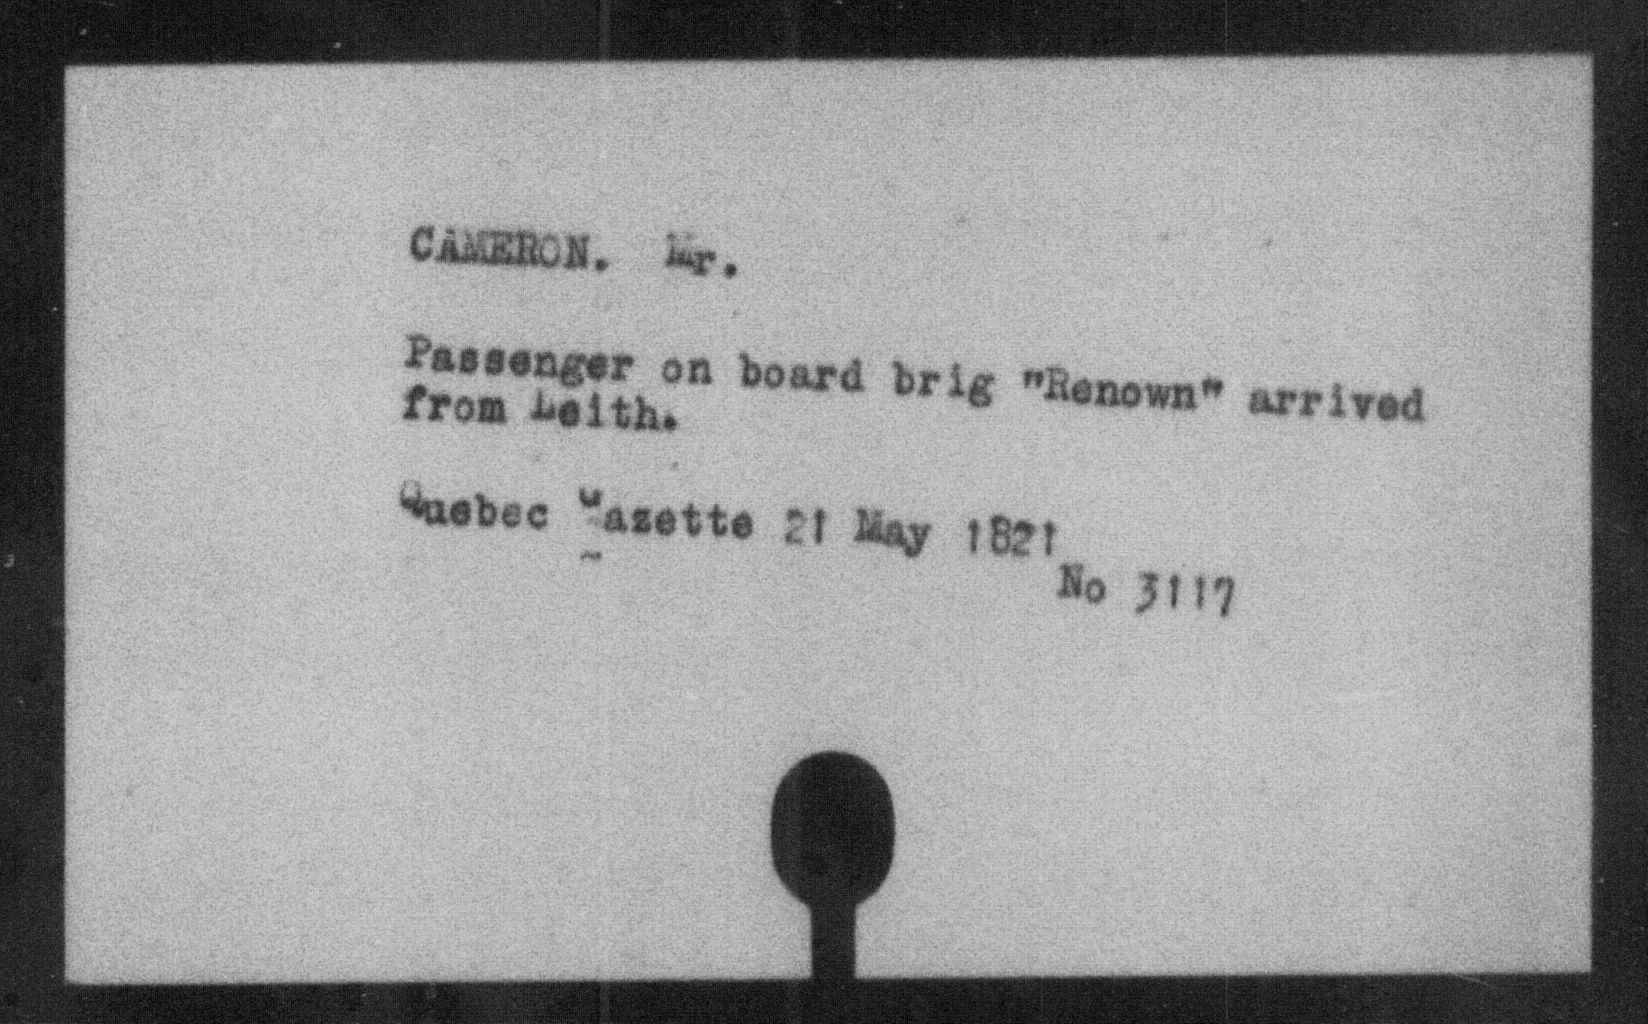 CAMERON. Mr.
Passenger on board brig "Renown" arrived
from Leith.
Quebec Gazette 21 May 1821
No 3117